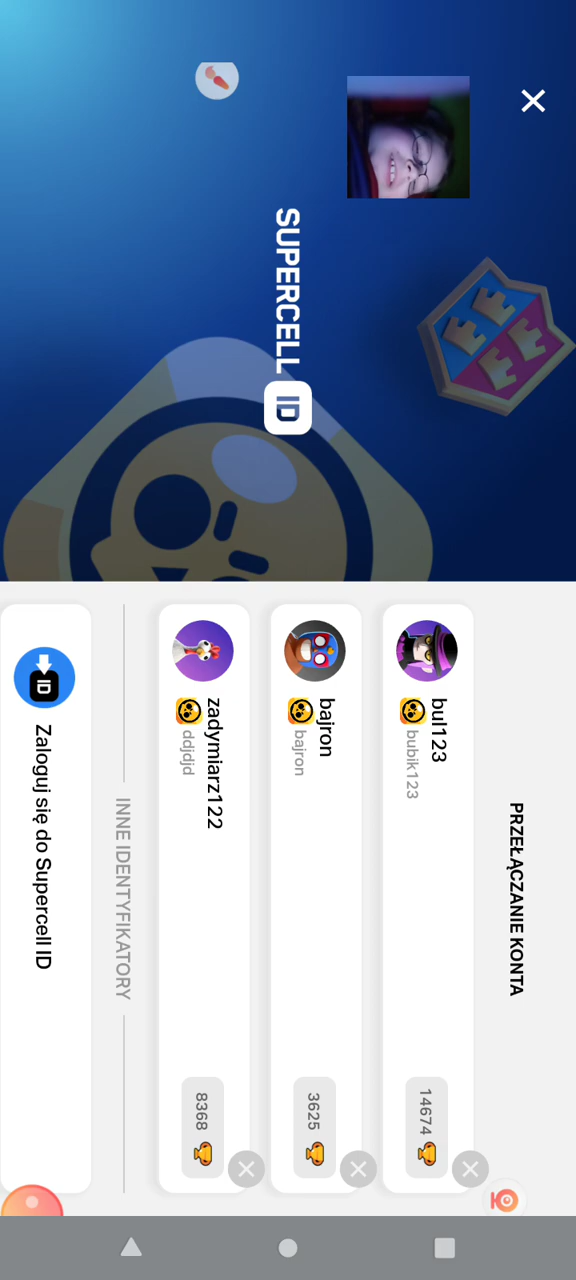 SUPERCELL ID
PRZEŁĄCZANIE KONTA
bul123
bubik123
14674
bajron
bajron
3625
zadymiarz122
ddjdjd
8368
INNE IDENTYFIKATORY
ID
Zaloguj się do Supercell ID